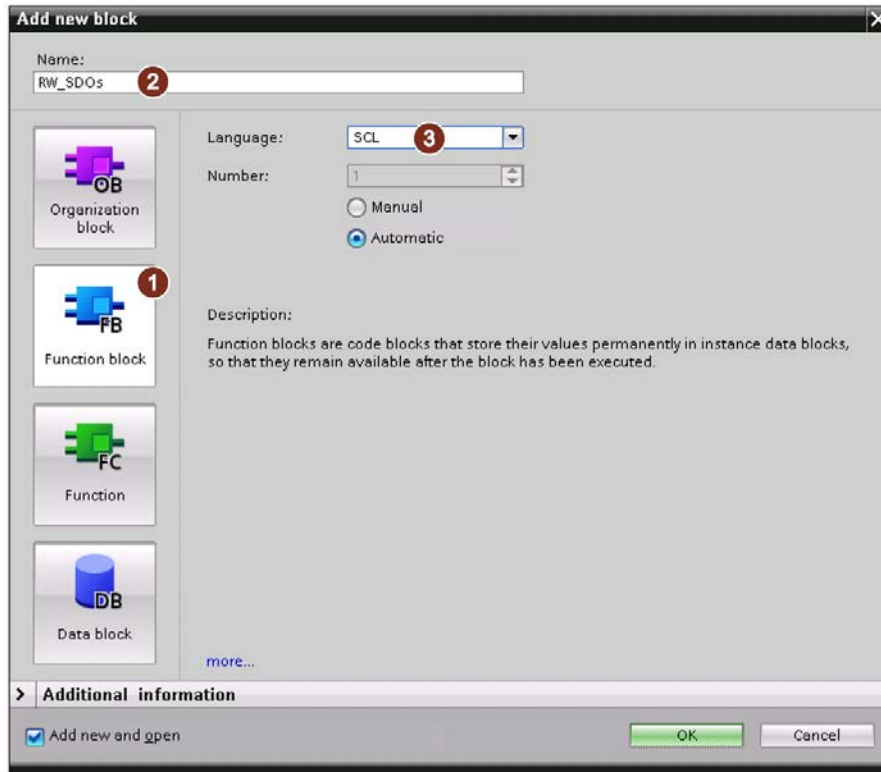 Add new block
Name:
RW_SDOs 2
Language: SCL 3
Number: 1
Manual
Automatic
OB
Organization
block
1
FB
Function block
FC
Function
DB
Data block
Description:
Function blocks are code blocks that store their values permanently in instance data blocks,
so that they remain available after the block has been executed.
more...
> Additional information
Add new and open
OK Cancel